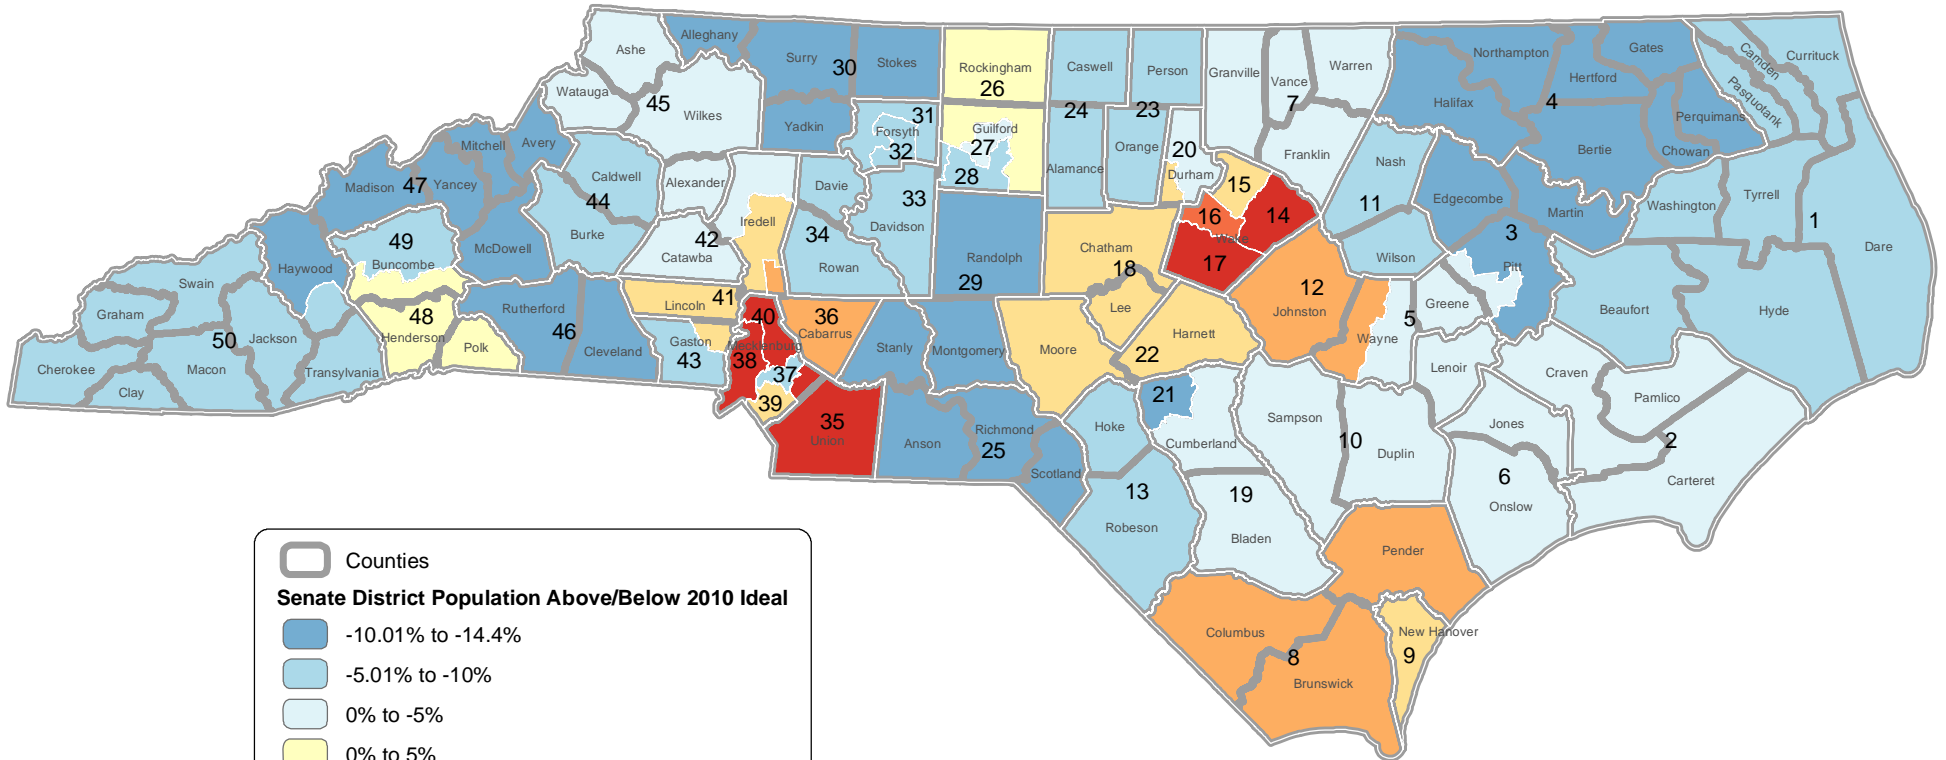 Alleghany
Ashe
Surry
30
Stokes
Rockingham
26
Caswell
Person
Granville
Vance
7
Warren
Northampton
Gates
Hertford
Camden
Currituck
Pasquotank
Watauga
45
Wilkes
Yadkin
31
Forsyth
32
Guilford
27
28
24
23
Alamance
Orange
20
Durham
Franklin
Halifax
4
Perquimans
Bertie
Chowan
Mitchell
Avery
Madison
47
Yancey
Caldwell
44
Burke
Alexander
Iredell
42
Catawba
Davie
34
Rowan
33
Davidson
Randolph
29
Chatham
18
Lee
15
16
14
Wake
17
Nash
11
Wilson
Edgecombe
Martin
3
Pitt
Washington
Tyrrell
1
Dare
49
Buncombe
McDowell
Haywood
Swain
Graham
50
Jackson
Cherokee
Macon
Clay
Transylvania
48
Henderson
Polk
Rutherford
46
Cleveland
Lincoln
41
Gaston
43
40
Mecklenburg
38
37
39
36
Cabarrus
Stanly
Montgomery
Moore
Harnett
22
12
Johnston
Wayne
5
Greene
Beaufort
Hyde
35
Union
Anson
Richmond
25
Scotland
Hoke
21
Cumberland
Sampson
10
Duplin
Lenoir
Craven
Pamlico
Jones
2
6
Onslow
Carteret
13
Robeson
19
Bladen
Pender
Columbus
8
Brunswick
New Hanover
9
Counties
Senate District Population Above/Below 2010 Ideal
-10.01% to -14.4%
-5.01% to -10%
0% to -5%
0% to 5%